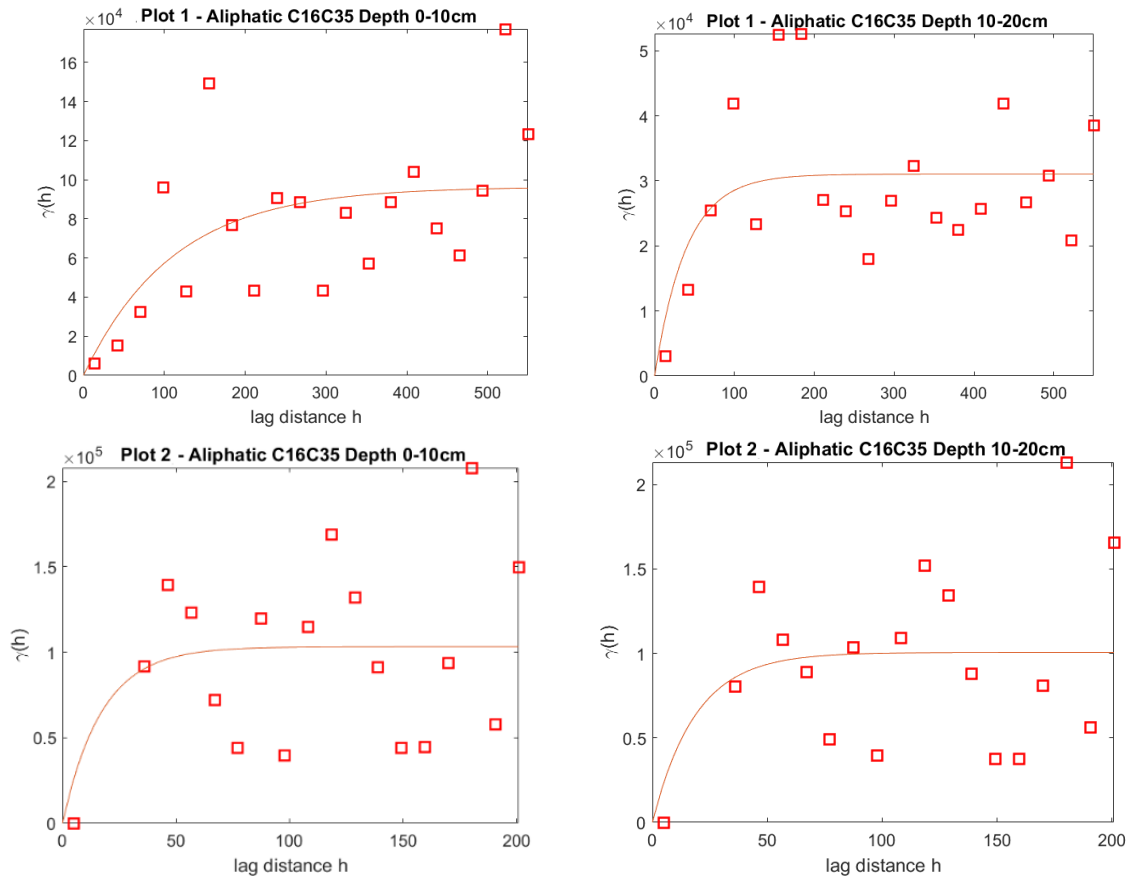 ×10⁴
Plot 1 - Aliphatic C16C35 Depth 0-10cm
16
14
12
10
8
6
4
2
0
γ(h)
0 100 200 300 400 500
lag distance h
×10⁴
Plot 1 - Aliphatic C16C35 Depth 10-20cm
5
4
3
2
1
0
γ(h)
0 100 200 300 400 500
lag distance h
×10⁵
Plot 2 - Aliphatic C16C35 Depth 0-10cm
2
1.5
1
0.5
0
γ(h)
0 50 100 150 200
lag distance h
×10⁵
Plot 2 - Aliphatic C16C35 Depth 10-20cm
2
1.5
1
0.5
0
γ(h)
0 50 100 150 200
lag distance h